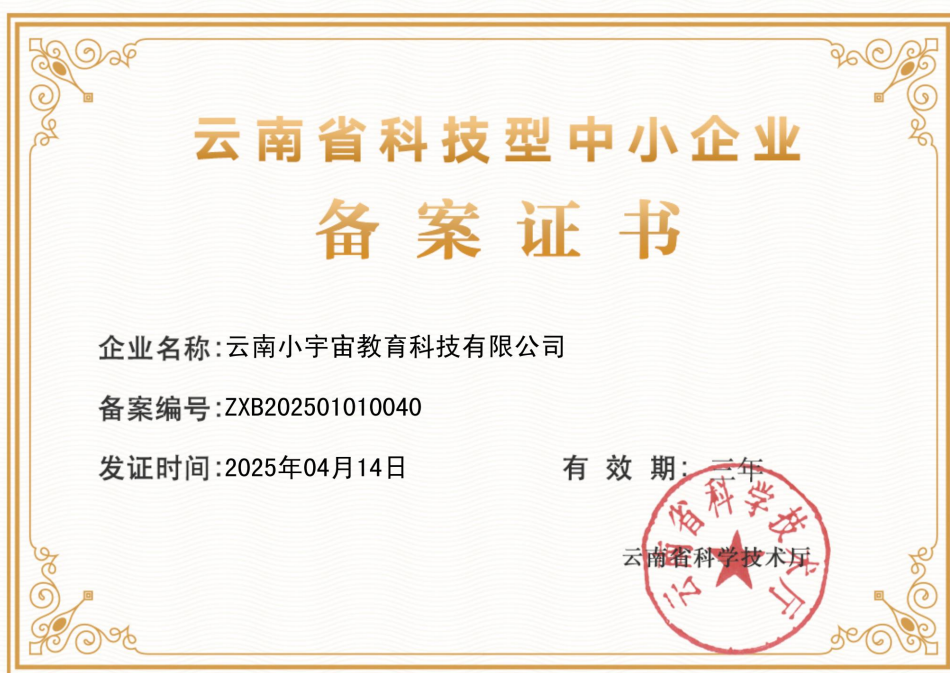 云南省科技型中小企业
备案证书
企业名称:云南小宇宙教育科技有限公司
备案编号:ZXB202501010040
发证时间:2025年04月14日
有 效 期: 三年
云南省科学技术厅
云南省科学技术厅